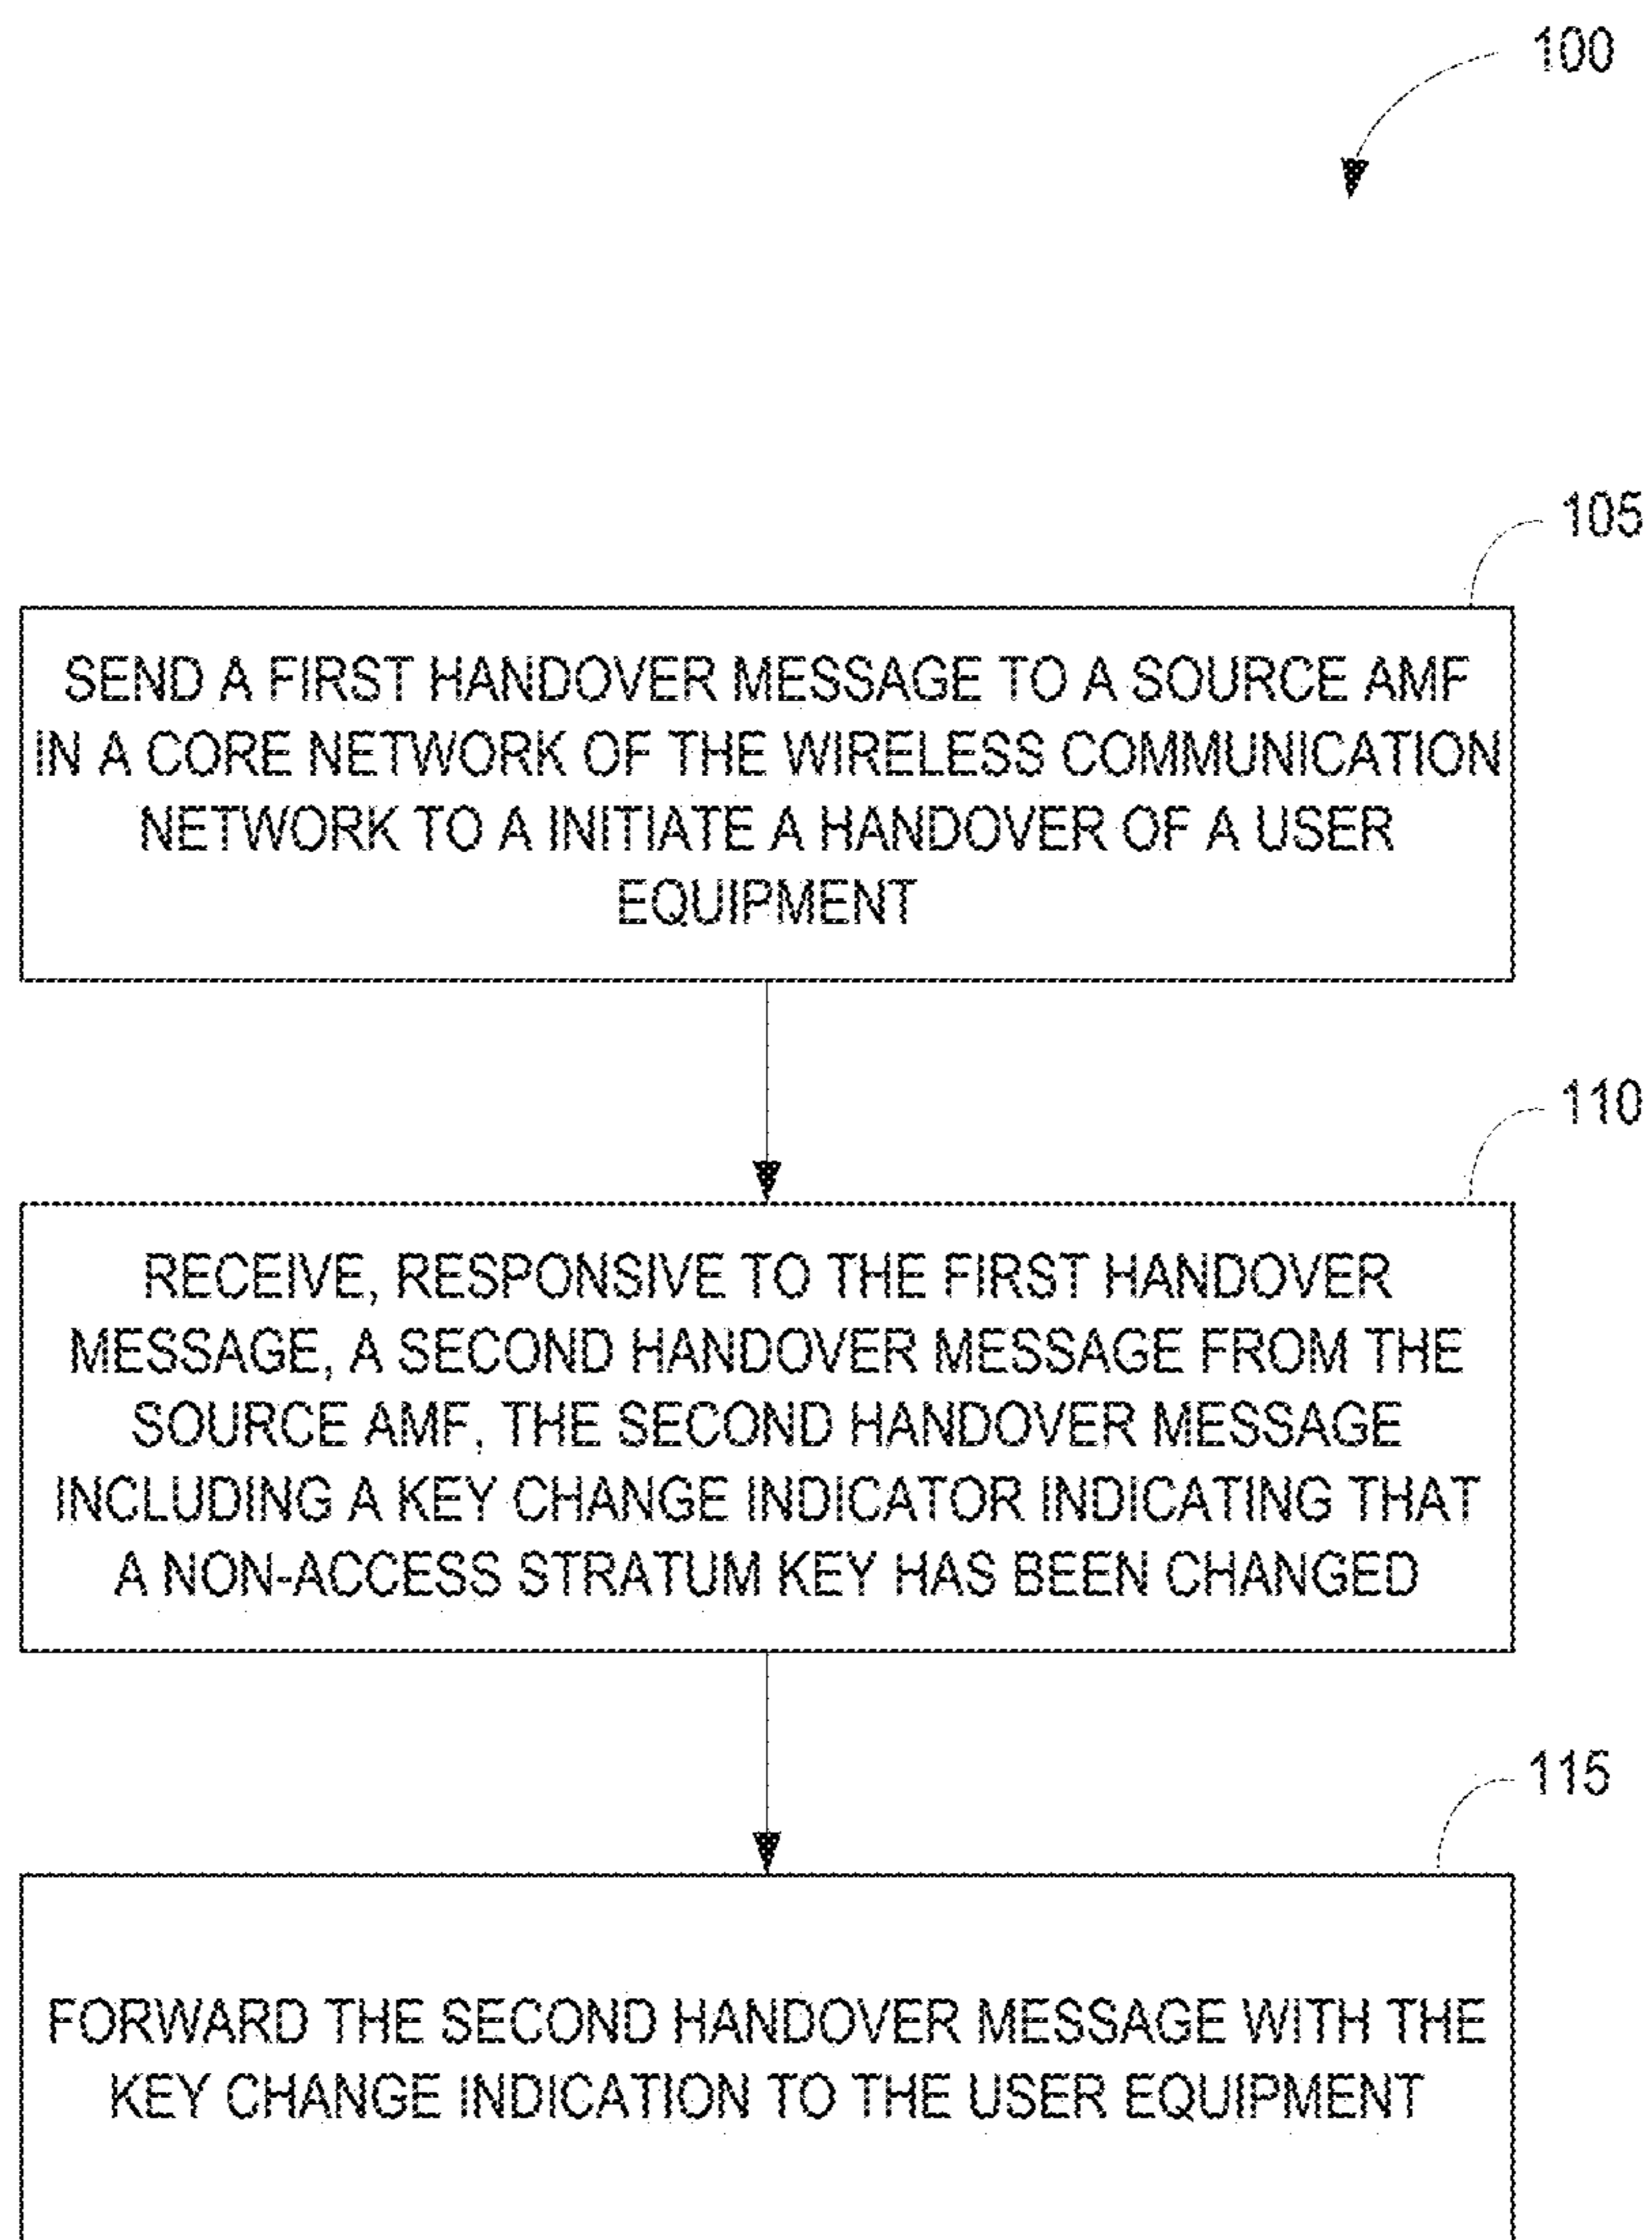 100
105
SEND A FIRST HANDOVER MESSAGE TO A SOURCE AMF
IN A CORE NETWORK OF THE WIRELESS COMMUNICATION
NETWORK TO A INITIATE A HANDOVER OF A USER
EQUIPMENT
110
RECEIVE, RESPONSIVE TO THE FIRST HANDOVER
MESSAGE, A SECOND HANDOVER MESSAGE FROM THE
SOURCE AMF, THE SECOND HANDOVER MESSAGE
INCLUDING A KEY CHANGE INDICATOR INDICATING THAT
A NON-ACCESS STRATUM KEY HAS BEEN CHANGED
115
FORWARD THE SECOND HANDOVER MESSAGE WITH THE
KEY CHANGE INDICATION TO THE USER EQUIPMENT